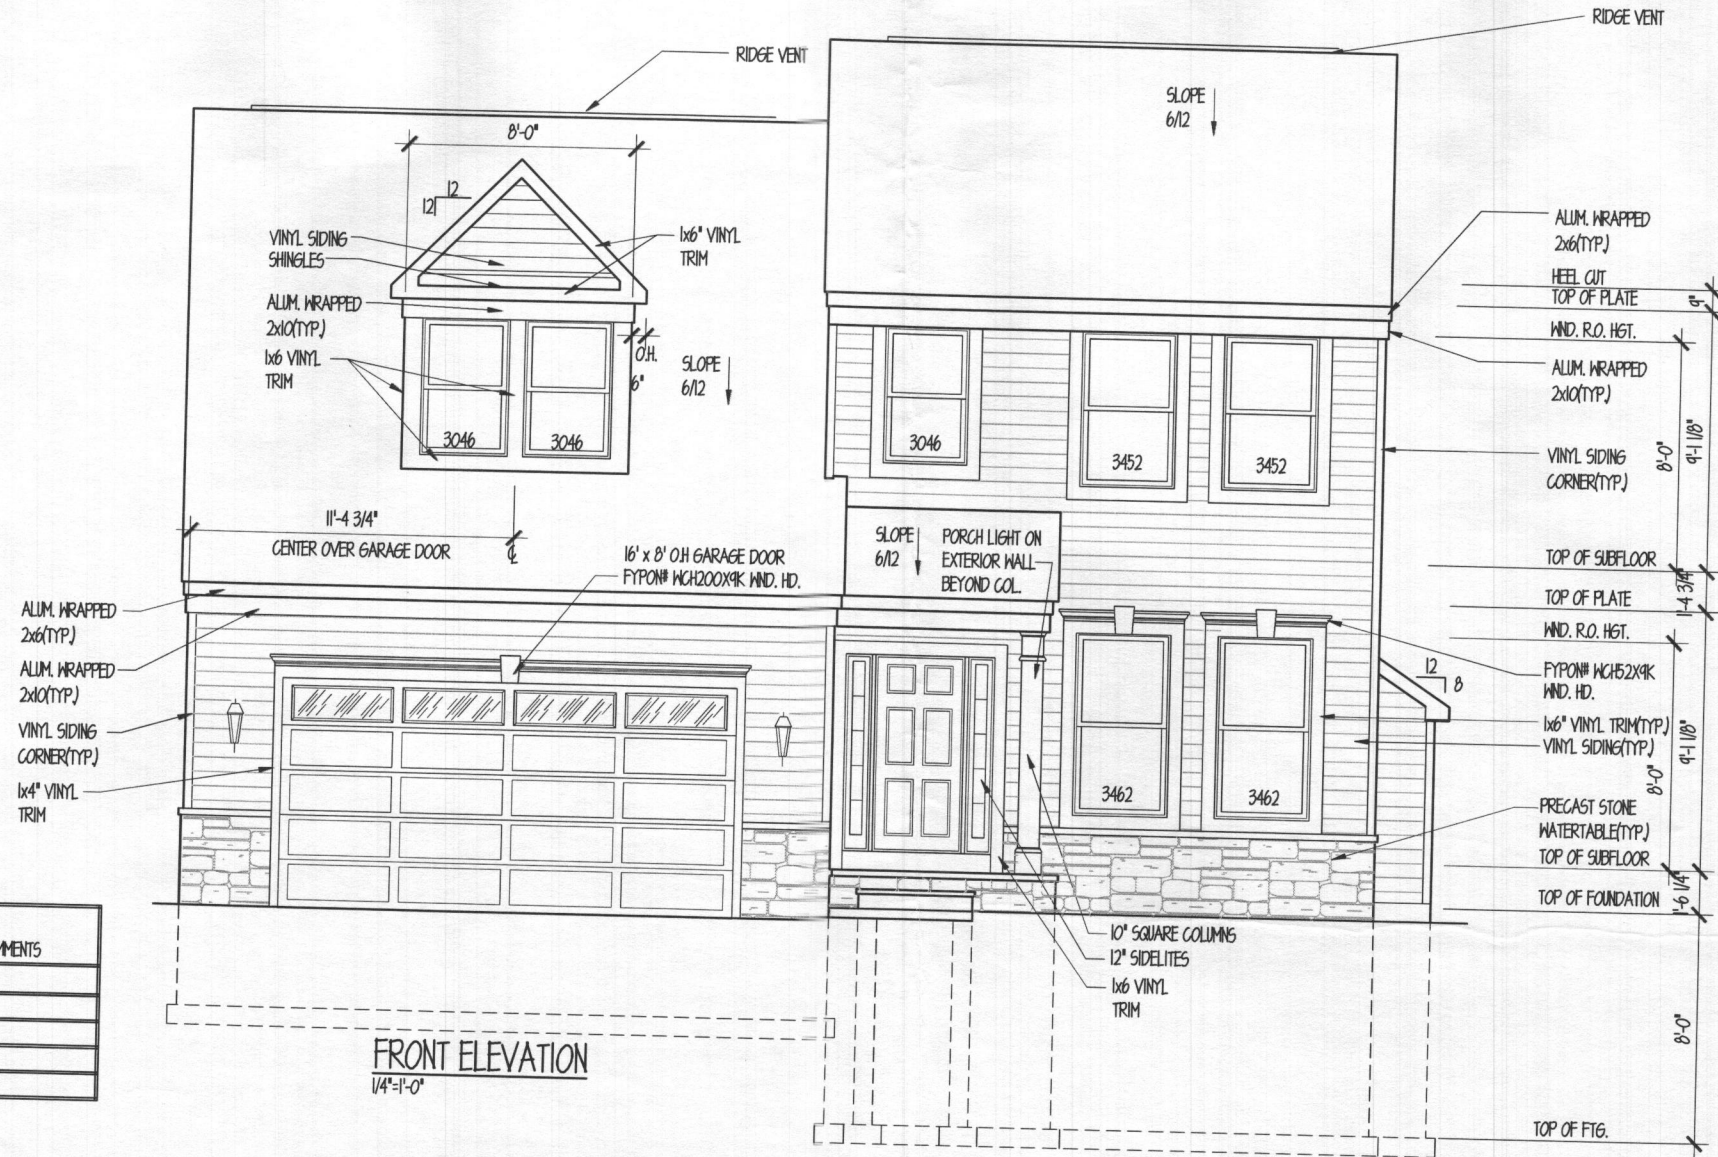 RIDGE VENT
RIDGE VENT
8'-0"
SLOPE
6/12
12
12
VINYL SIDING
SHINGLES
1x6" VINYL
TRIM
ALUM. WRAPPED
2x10(TYP.)
1x6 VINYL
TRIM
O.H.
6"
SLOPE
6/12
3046
3046
3046
3452
3452
ALUM. WRAPPED
2x6(TYP.)
HEEL CUT
TOP OF PLATE
9"
WND. R.O. HGT.
ALUM. WRAPPED
2x10(TYP.)
8'-0"
9'-1 1/8"
VINYL SIDING
CORNER(TYP.)
11'-4 3/4"
CENTER OVER GARAGE DOOR
16' x 8' O.H GARAGE DOOR
FYPON# WCH200X9K WND. HD.
SLOPE
6/12
PORCH LIGHT ON
EXTERIOR WALL
BEYOND COL.
TOP OF SUBFLOOR
1'-4 3/4"
TOP OF PLATE
WND. R.O. HGT.
ALUM. WRAPPED
2x6(TYP.)
ALUM. WRAPPED
2x10(TYP.)
VINYL SIDING
CORNER(TYP.)
1x4" VINYL
TRIM
12
8
FYPON# WCH52X9K
WND. HD.
1x6" VINYL TRIM(TYP.)
VINYL SIDING(TYP.)
8'-0"
9'-1 1/8"
3462
3462
PRECAST STONE
WATERTABLE(TYP.)
TOP OF SUBFLOOR
1'-6 1/4"
TOP OF FOUNDATION
10" SQUARE COLUMNS
12" SIDELITES
1x6 VINYL
TRIM
8'-0"
FRONT ELEVATION
1/4"=1'-0"
TOP OF FTG.